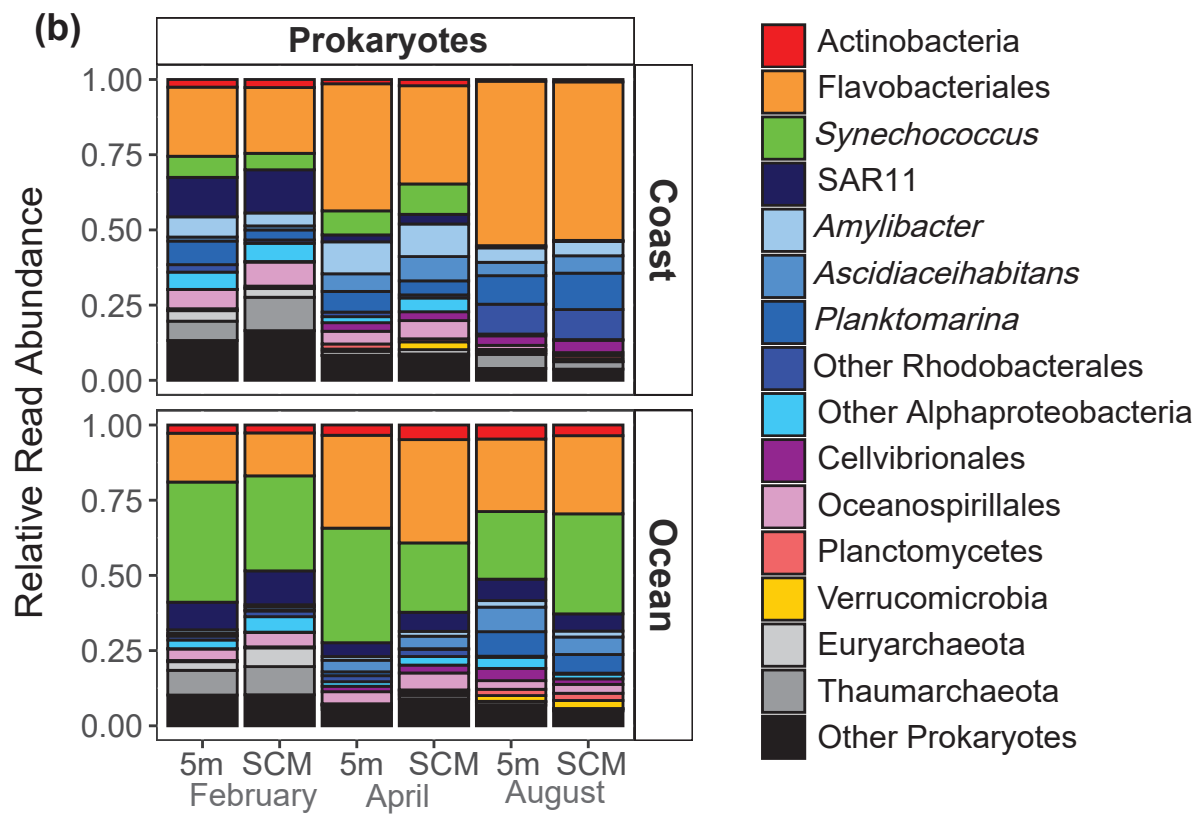 (b)
Prokaryotes
Relative Read Abundance
1.00
0.75
0.50
0.25
0.00
Coast
1.00
0.75
0.50
0.25
0.00
Ocean
5m SCM 5m SCM 5m SCM
February April August
Actinobacteria
Flavobacteriales
Synechococcus
SAR11
Amylibacter
Ascidiaceihabitans
Planktomarina
Other Rhodobacterales
Other Alphaproteobacteria
Cellvibrionales
Oceanospirillales
Planctomycetes
Verrucomicrobia
Euryarchaeota
Thaumarchaeota
Other Prokaryotes